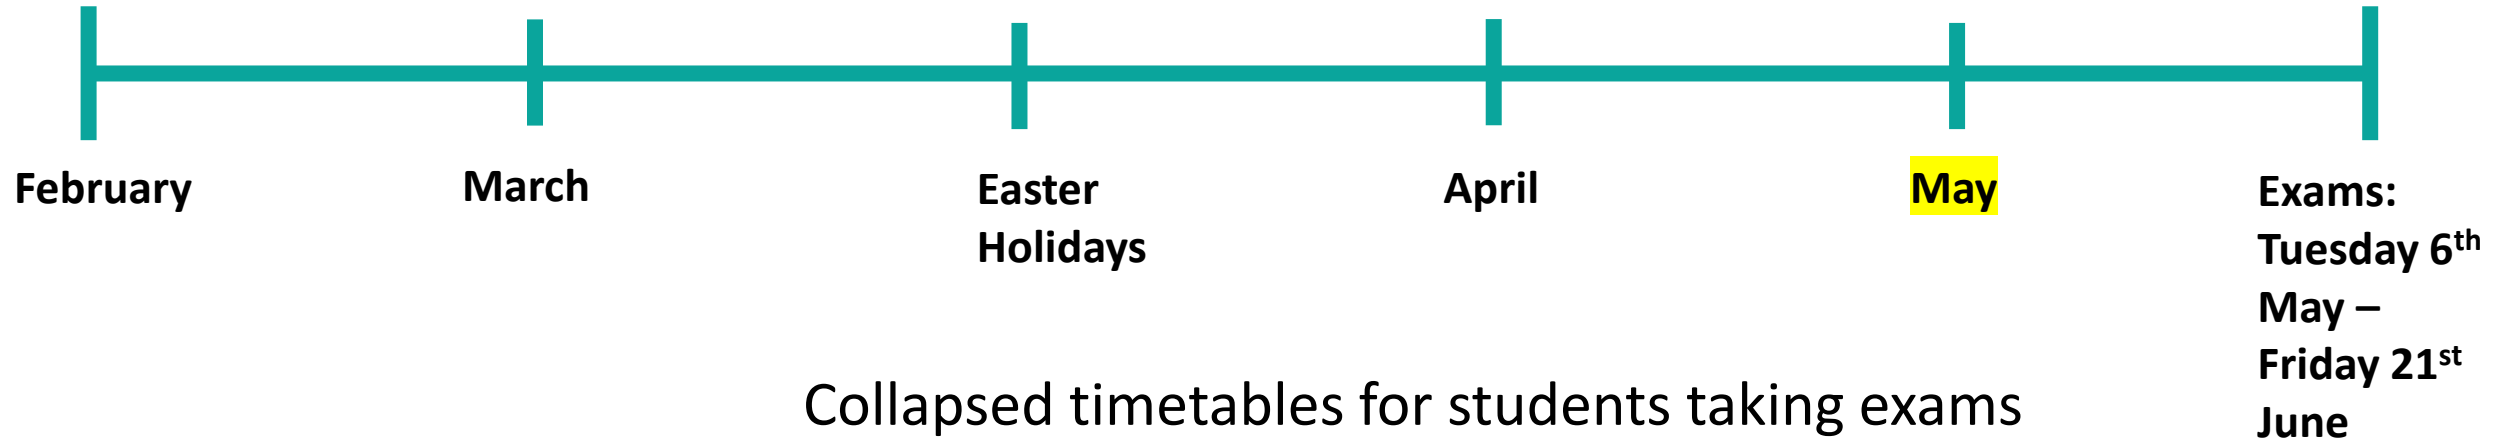 February
March
Easter
Holidays
April
May
Exams:
Tuesday 6th
May –
Friday 21st
June
Collapsed timetables for students taking exams